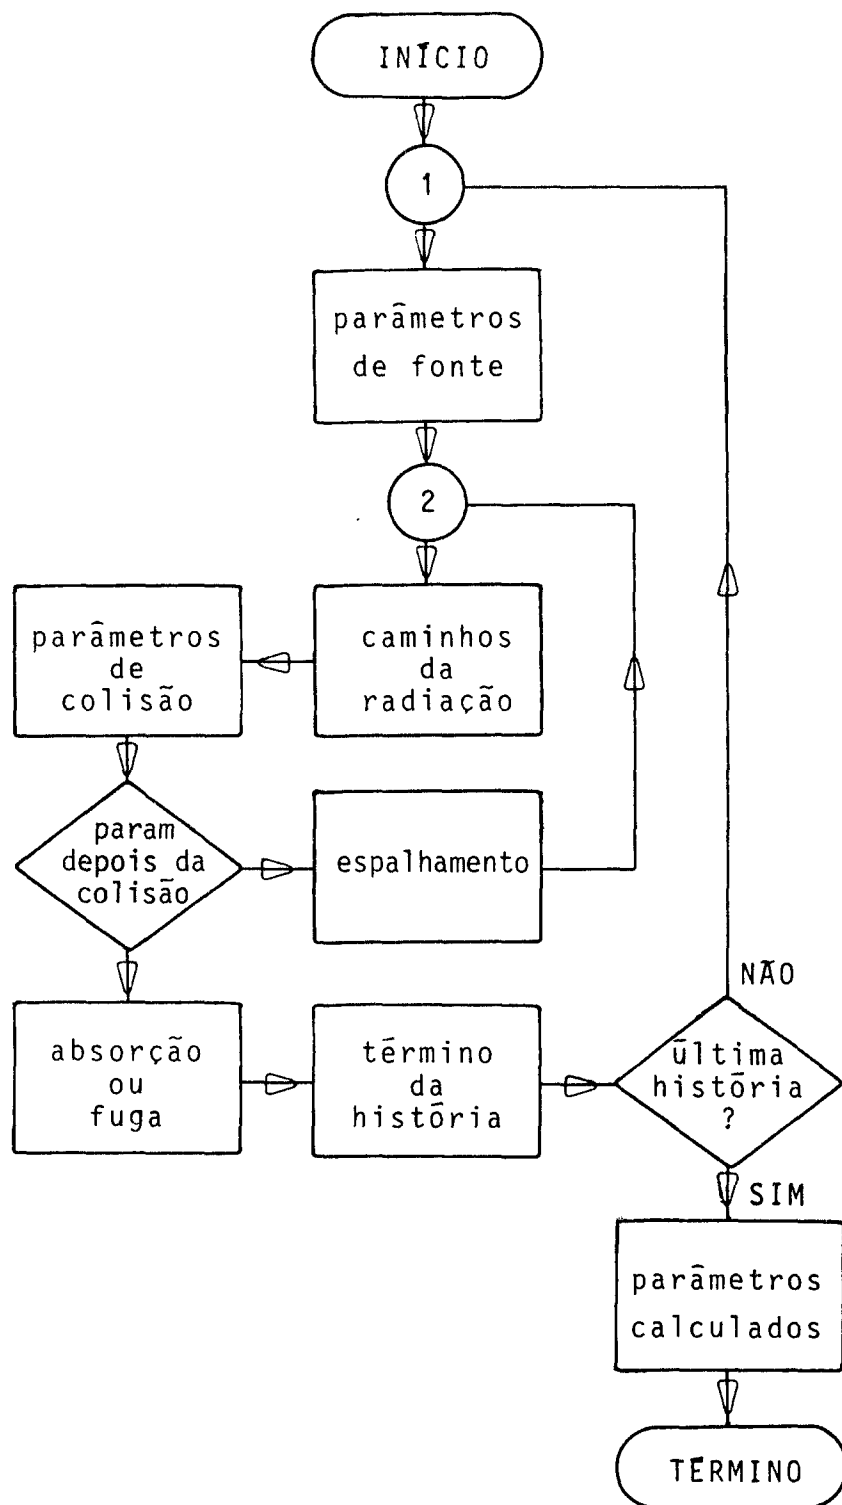 INÍCIO
1
parâmetros
de fonte
2
caminhos
da
radiação
parâmetros
de
colisão
param
depois da
colisão
espalhamento
absorção
ou
fuga
término
da
história
última
história
?
NÃO
SIM
parâmetros
calculados
TÉRMINO